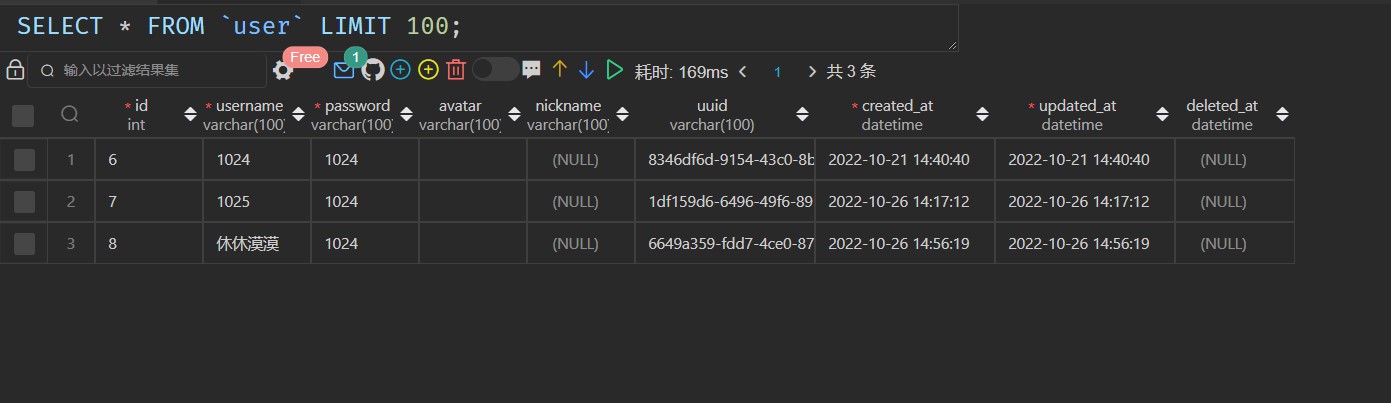 SELECT * FROM `user` LIMIT 100;
输入以过滤结果集 Free 1 耗时: 169ms 1 共 3 条
* id * username * password avatar nickname uuid * created_at * updated_at deleted_at
int varchar(100) varchar(100) varchar(100) varchar(100) varchar(100) datetime datetime datetime
1 6 1024 1024 (NULL) 8346df6d-9154-43c0-8b 2022-10-21 14:40:40 2022-10-21 14:40:40 (NULL)
2 7 1025 1024 (NULL) 1df159d6-6496-49f6-89 2022-10-26 14:17:12 2022-10-26 14:17:12 (NULL)
3 8 休休漠漠 1024 (NULL) 6649a359-fdd7-4ce0-87 2022-10-26 14:56:19 2022-10-26 14:56:19 (NULL)